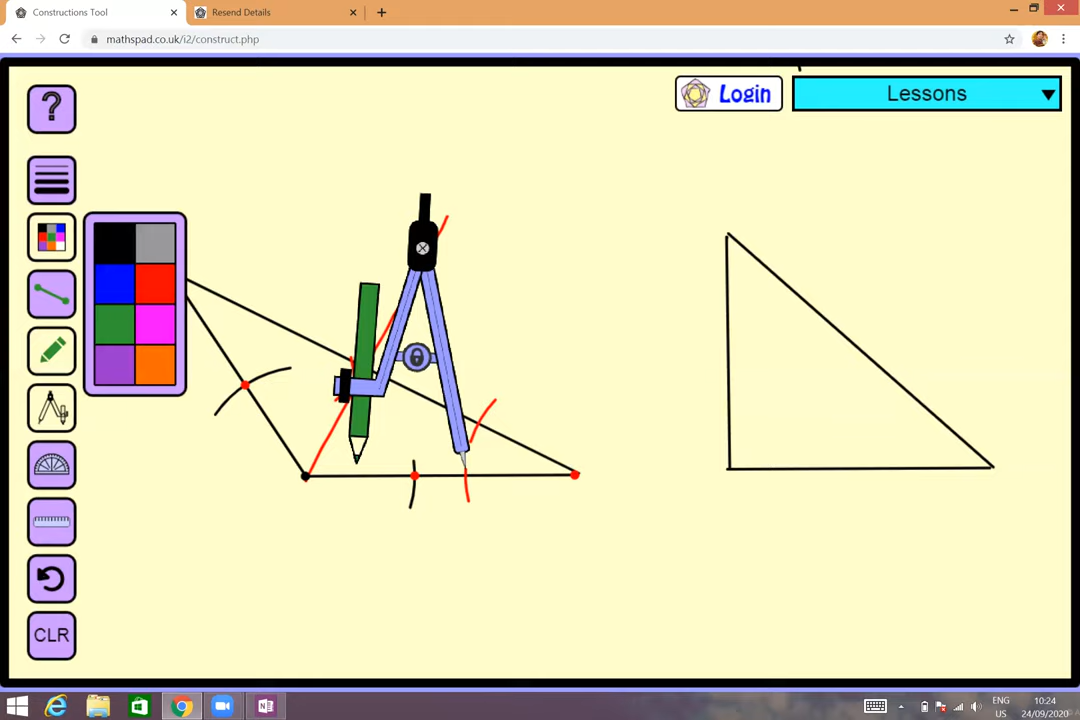 Constructions Tool
Resend Details
mathspad.co.uk/i2/construct.php
?
Login
Lessons
CLR
ENG
US
10:24
24/09/2020